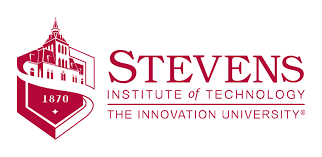 1870
STEVENS
INSTITUTE of TECHNOLOGY
THE INNOVATION UNIVERSITY®